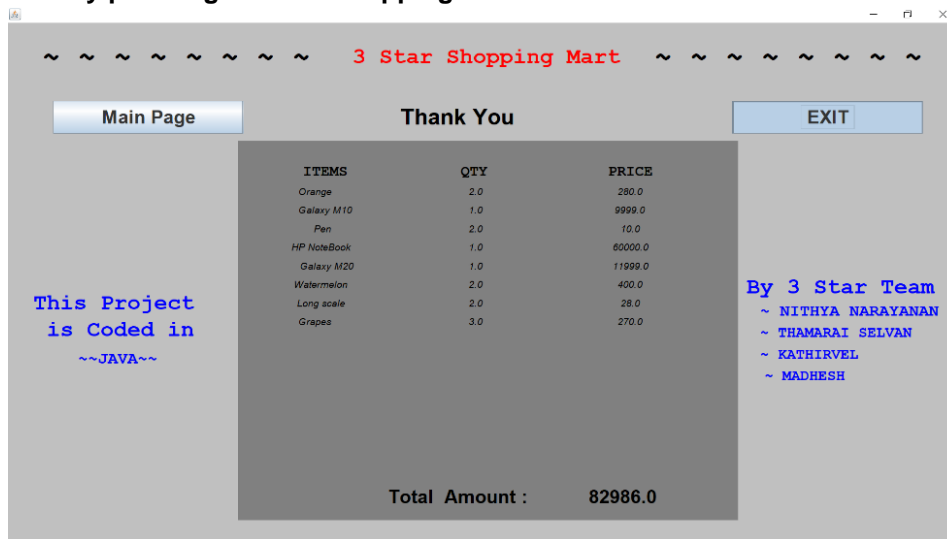 ~ ~ ~ ~ ~ ~ ~ ~ 3 Star Shopping Mart ~ ~ ~ ~ ~ ~ ~ ~
Main Page Thank You EXIT
ITEMS QTY PRICE
Orange 2.0 280.0
Galaxy M10 1.0 9999.0
Pen 2.0 10.0
HP NoteBook 1.0 60000.0
Galaxy M20 1.0 11999.0
Watermelon 2.0 400.0
Long scale 2.0 28.0
Grapes 3.0 270.0
Total Amount : 82986.0
This Project
is Coded in
~~JAVA~~
By 3 Star Team
~ NITHYA NARAYANAN
~ THAMARAI SELVAN
~ KATHIRVEL
~ MADHESH